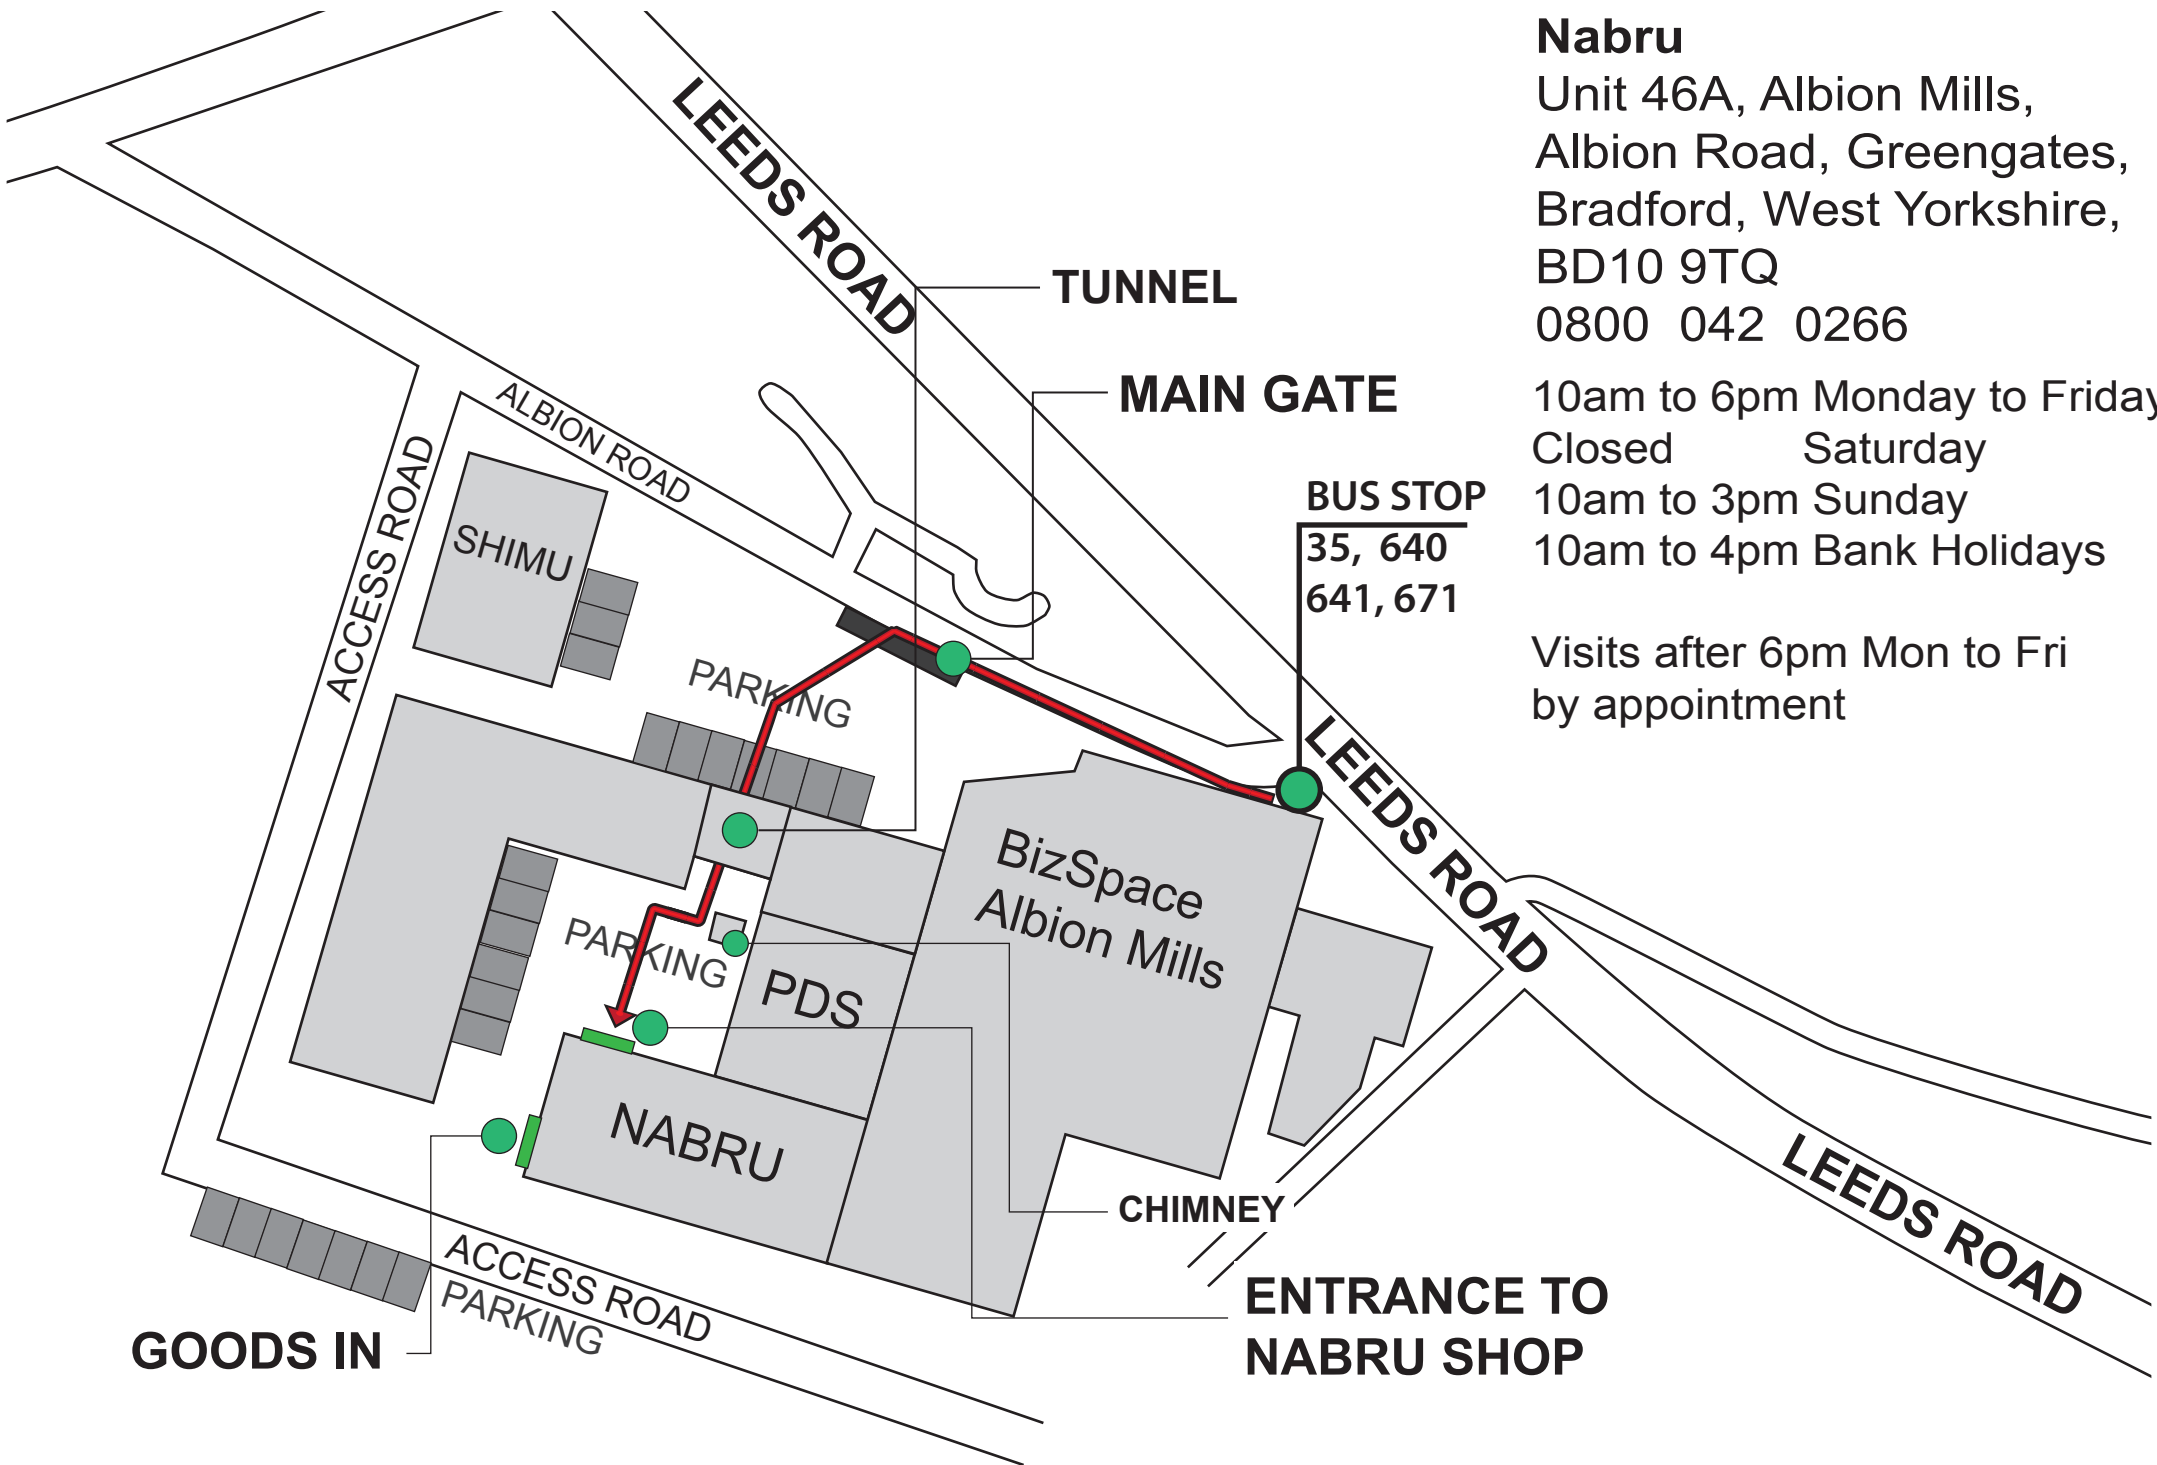 Nabru
Unit 46A, Albion Mills,
Albion Road, Greengates,
Bradford, West Yorkshire,
BD10 9TQ
0800 042 0266
10am to 6pm Monday to Friday
Closed Saturday
10am to 3pm Sunday
10am to 4pm Bank Holidays
Visits after 6pm Mon to Fri
by appointment
LEEDS ROAD
TUNNEL
MAIN GATE
BUS STOP
35, 640
641, 671
ALBION ROAD
ACCESS ROAD
SHIMU
PARKING
LEEDS ROAD
BizSpace
Albion Mills
PARKING
PDS
NABRU
CHIMNEY
LEEDS ROAD
ACCESS ROAD
PARKING
GOODS IN
ENTRANCE TO
NABRU SHOP